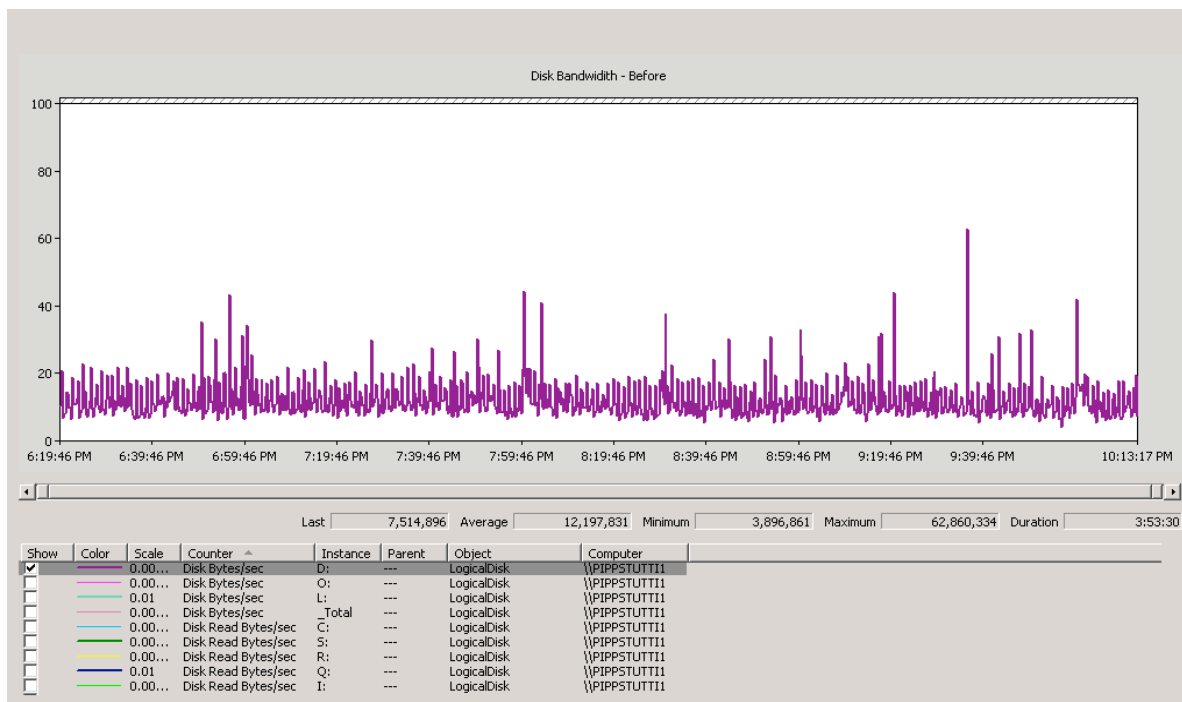 Disk Bandwidith - Before
100
80
60
40
20
0
6:19:46 PM 6:39:46 PM 6:59:46 PM 7:19:46 PM 7:39:46 PM 7:59:46 PM 8:19:46 PM 8:39:46 PM 8:59:46 PM 9:19:46 PM 9:39:46 PM 10:13:17 PM
Last 7,514,896 Average 12,197,831 Minimum 3,896,861 Maximum 62,860,334 Duration 3:53:30
Show Color Scale Counter Instance Parent Object Computer
0.00... Disk Bytes/sec D: --- LogicalDisk \\PIPPSTUTTI1
0.00... Disk Bytes/sec O: --- LogicalDisk \\PIPPSTUTTI1
0.01 Disk Bytes/sec L: --- LogicalDisk \\PIPPSTUTTI1
0.00... Disk Bytes/sec _Total --- LogicalDisk \\PIPPSTUTTI1
0.00... Disk Read Bytes/sec C: --- LogicalDisk \\PIPPSTUTTI1
0.00... Disk Read Bytes/sec S: --- LogicalDisk \\PIPPSTUTTI1
0.00... Disk Read Bytes/sec R: --- LogicalDisk \\PIPPSTUTTI1
0.01 Disk Read Bytes/sec Q: --- LogicalDisk \\PIPPSTUTTI1
0.00... Disk Read Bytes/sec I: --- LogicalDisk \\PIPPSTUTTI1